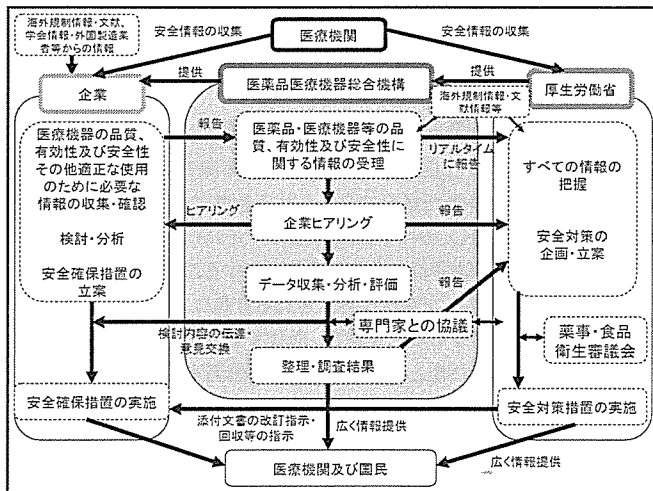 海外規制情報・文献、
学会情報・外国製造業
者等からの情報
安全情報の収集
医療機関
安全情報の収集
提供
提供
企業
医薬品医療機器総合機構
厚生労働省
海外規制情報・文
献情報等
医療機器の品質、
有効性及び安全性
その他適正な使用
のために必要な
情報の収集・確認
検討・分析
安全確保措置の
立案
報告
医薬品・医療機器等の品
質、有効性及び安全性に
関する情報の受理
リアルタイム
に報告
すべての情報の
把握
安全対策の
企画・立案
ヒアリング
企業ヒアリング
報告
データ収集・分析・評価
報告
検討内容の伝達・
意見交換
専門家との協議
薬事・食品
衛生審議会
整理・調査結果
安全確保措置の実施
添付文書の改訂指示・
回収等の指示
広く情報提供
安全対策措置の実施
医療機関及び国民
広く情報提供